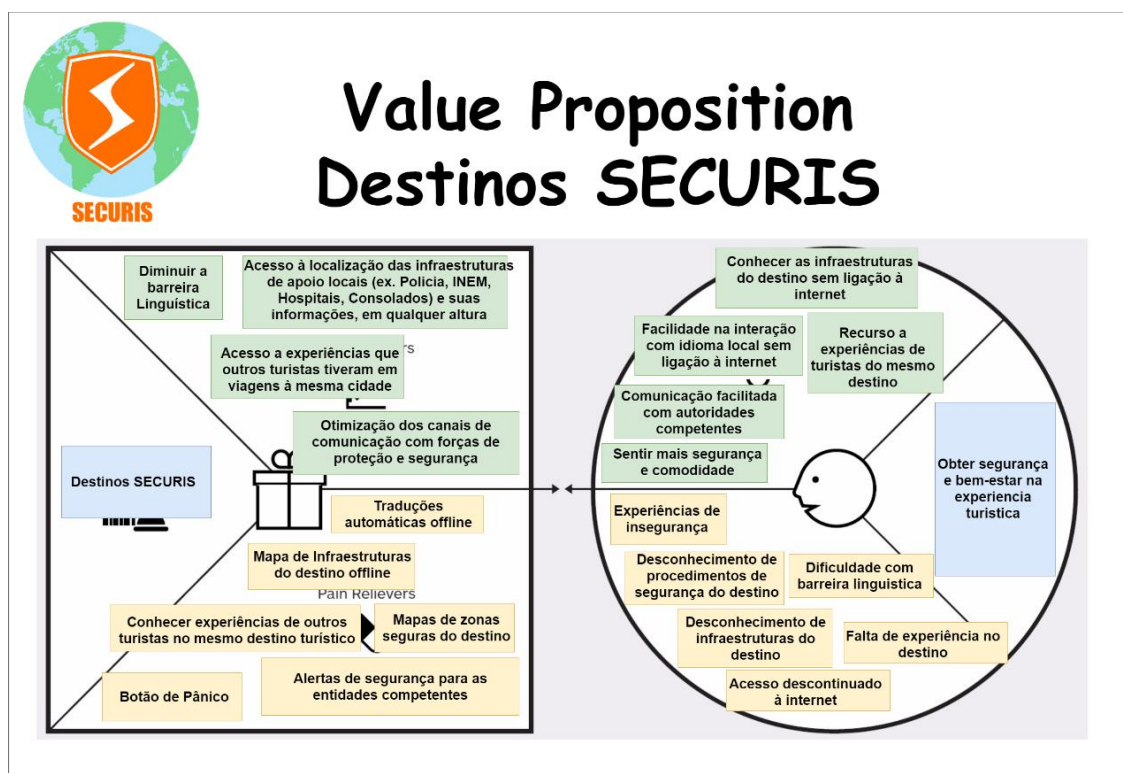 SECURIS
Value Proposition
Destinos SECURIS
Diminuir a
barreira
Linguística
Acesso à localização das infraestruturas
de apoio locais (ex. Policia, INEM,
Hospitais, Consolados) e suas
informações, em qualquer altura
Acesso a experiências que
outros turistas tiveram em
viagens à mesma cidade
Otimização dos canais de
comunicação com forças de
proteção e segurança
Destinos SECURIS
Traduções
automáticas offline
Mapa de Infraestruturas
do destino offline
Pain Relievers
Conhecer experiências de outros
turistas no mesmo destino turístico
Mapas de zonas
seguras do destino
Botão de Pânico
Alertas de segurança para as
entidades competentes
Conhecer as infraestruturas
do destino sem ligação à
internet
Facilidade na interação
com idioma local sem
ligação à internet
Recurso a
experiências de
turistas do mesmo
destino
Comunicação facilitada
com autoridades
competentes
Sentir mais segurança
e comodidade
Obter segurança
e bem-estar na
experiencia
turistica
Experiências de
insegurança
Desconhecimento de
procedimentos de
segurança do destino
Dificuldade com
barreira linguistica
Desconhecimento de
infraestruturas do
destino
Falta de experiência no
destino
Acesso descontinuado
à internet